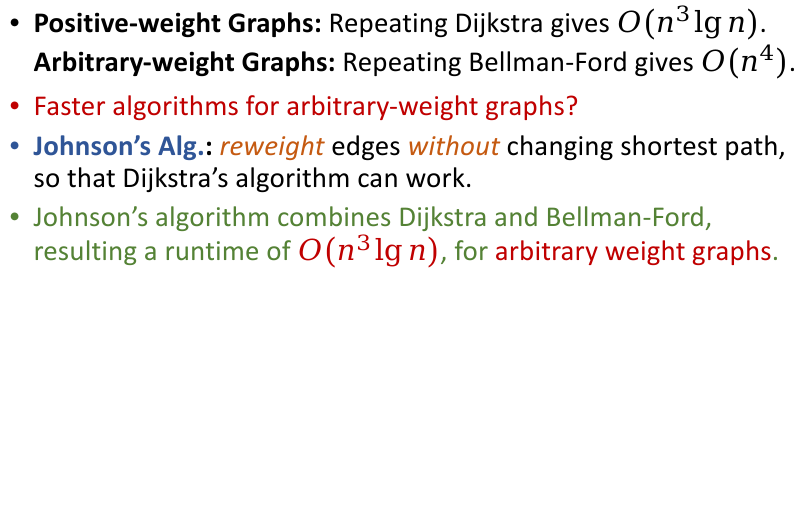 • Positive-weight Graphs: Repeating Dijkstra gives O(n³ lg n).
Arbitrary-weight Graphs: Repeating Bellman-Ford gives O(n⁴).
• Faster algorithms for arbitrary-weight graphs?
• Johnson's Alg.: reweight edges without changing shortest path,
so that Dijkstra's algorithm can work.
• Johnson's algorithm combines Dijkstra and Bellman-Ford,
resulting a runtime of O(n³ lg n), for arbitrary weight graphs.